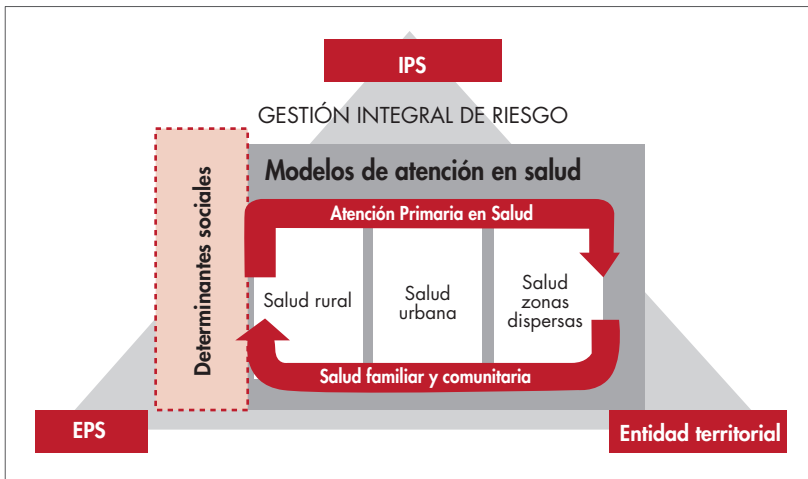 IPS
GESTIÓN INTEGRAL DE RIESGO
Determinantes sociales
Modelos de atención en salud
Atención Primaria en Salud
Salud rural
Salud
urbana
Salud
zonas
dispersas
Salud familiar y comunitaria
EPS
Entidad territorial